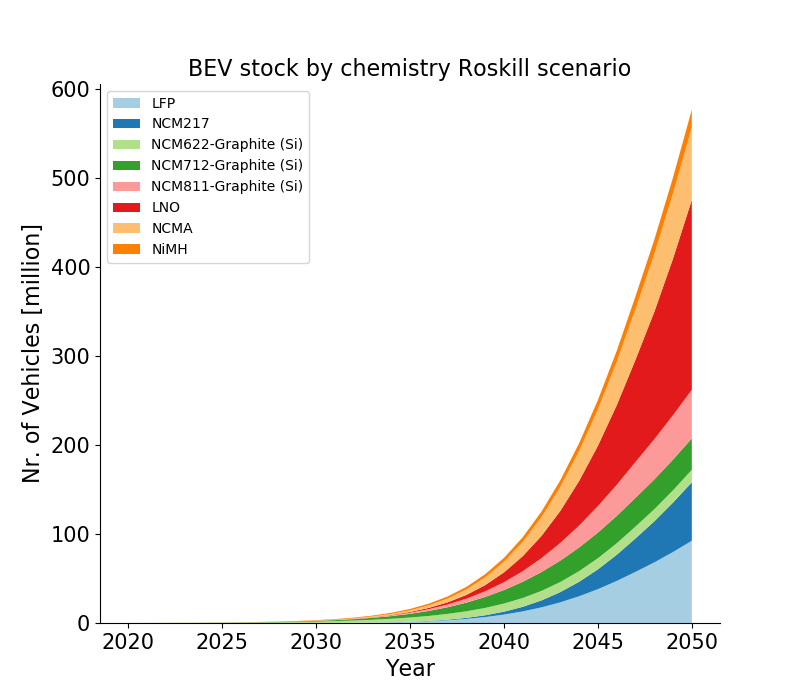 BEV stock by chemistry Roskill scenario
600
500
400
300
200
100
0
Nr. of Vehicles [million]
LFP
NCM217
NCM622-Graphite (Si)
NCM712-Graphite (Si)
NCM811-Graphite (Si)
LNO
NCMA
NiMH
2020 2025 2030 2035 2040 2045 2050
Year